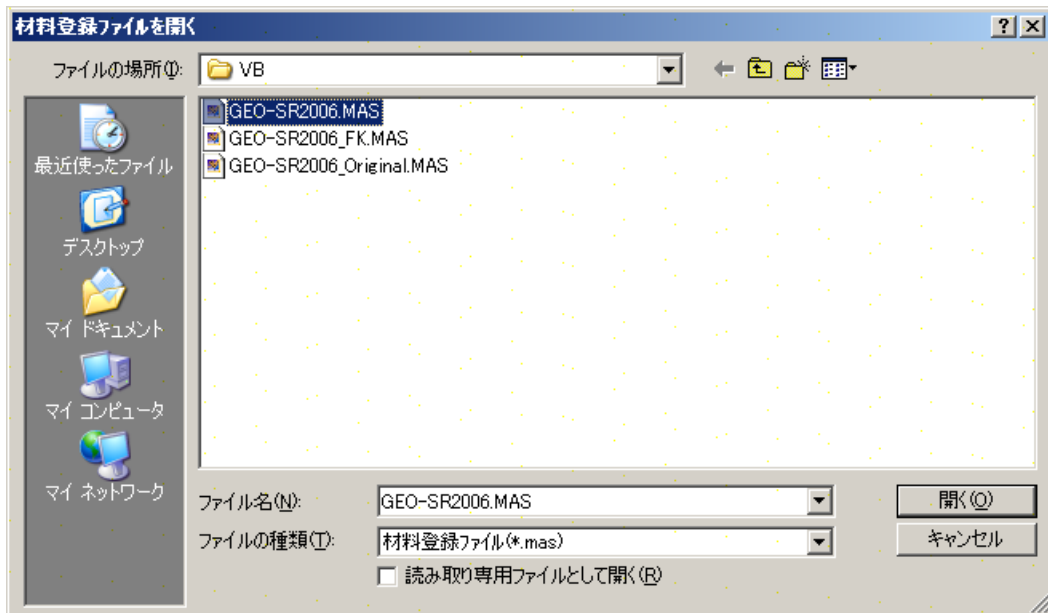 材料登録ファイルを開く
ファイルの場所(I):
VB
最近使ったファイル
デスクトップ
マイ ドキュメント
マイ コンピュータ
マイ ネットワーク
GEO-SR2006.MAS
GEO-SR2006_FK.MAS
GEO-SR2006_Original.MAS
ファイル名(N):
GEO-SR2006.MAS
開く(O)
ファイルの種類(T):
材料登録ファイル(*.mas)
キャンセル
読み取り専用ファイルとして開く(R)